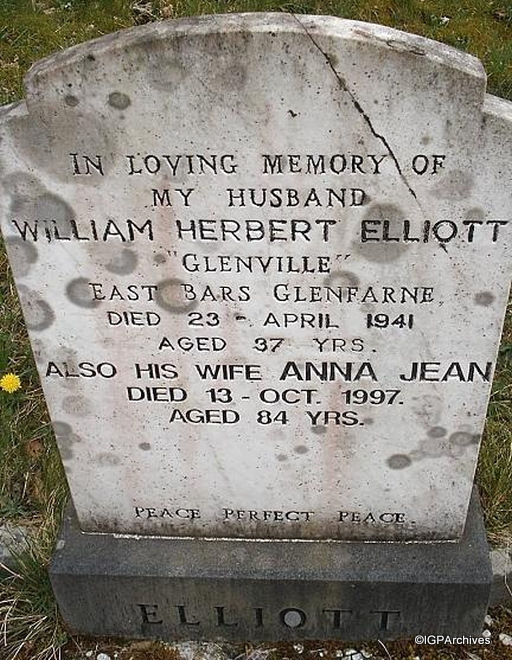 IN LOVING MEMORY OF
MY HUSBAND
WILLIAM HERBERT ELLIOTT
"GLENVILLE"
EAST BARS GLENFARNE
DIED 23 - APRIL 1941
AGED 37 YRS.
ALSO HIS WIFE ANNA JEAN
DIED 13 - OCT. 1997.
AGED 84 YRS.
PEACE PERFECT PEACE.
ELLIOTT
©IGPArchives